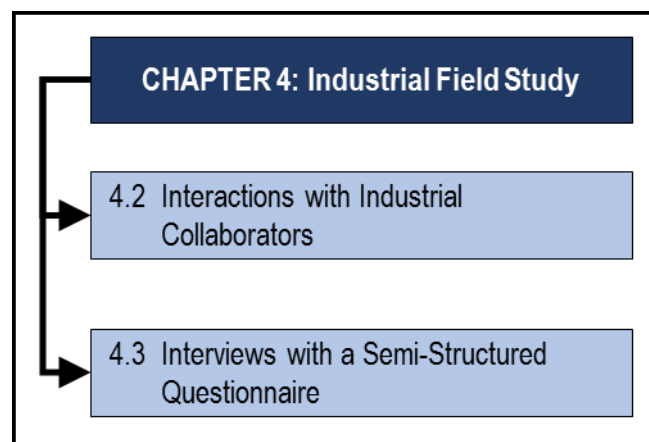 CHAPTER 4: Industrial Field Study
4.2 Interactions with Industrial
Collaborators
4.3 Interviews with a Semi-Structured
Questionnaire